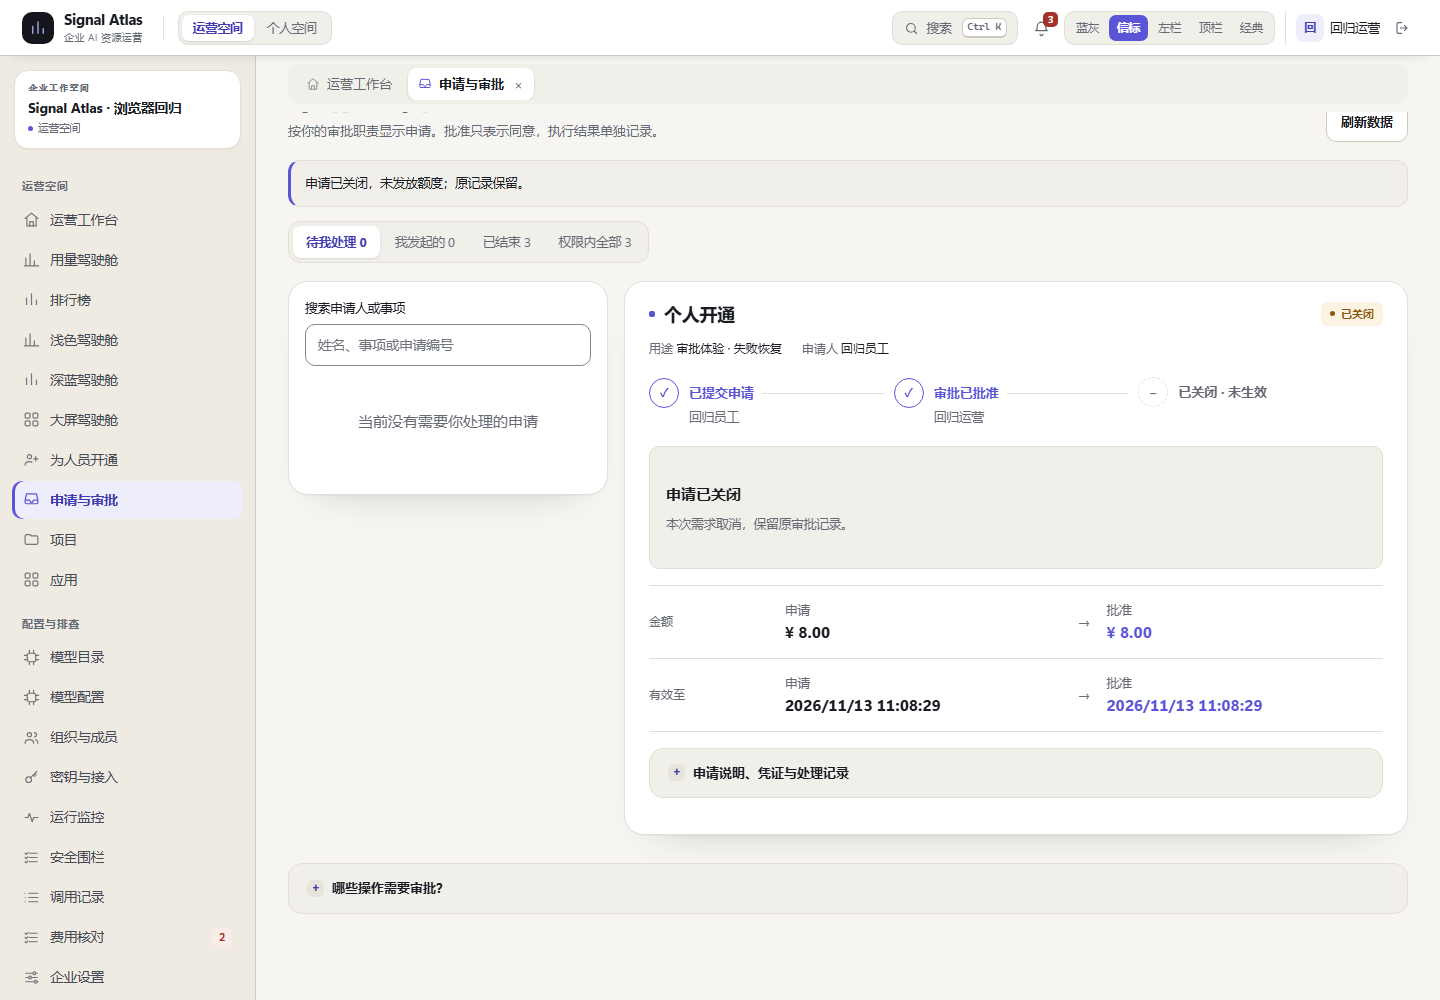 Signal Atlas
企业 AI 资源运营
运营空间
个人空间
搜索
Ctrl K
3
蓝灰
信标
左栏
顶栏
经典
回
回归运营
企业工作空间
Signal Atlas · 浏览器回归
运营空间
运营空间
运营工作台
用量驾驶舱
排行榜
浅色驾驶舱
深蓝驾驶舱
大屏驾驶舱
为人员开通
申请与审批
项目
应用
配置与排查
模型目录
模型配置
组织与成员
密钥与接入
运行监控
安全围栏
调用记录
费用核对
2
企业设置
运营工作台
申请与审批 ×
按你的审批职责显示申请。批准只表示同意，执行结果单独记录。
刷新数据
申请已关闭，未发放额度；原记录保留。
待我处理 0
我发起的 0
已结束 3
权限内全部 3
搜索申请人或事项
姓名、事项或申请编号
当前没有需要你处理的申请
个人开通
已关闭
用途 审批体验 · 失败恢复
申请人 回归员工
✓
已提交申请
回归员工
✓
审批已批准
回归运营
–
已关闭 · 未生效
申请已关闭
本次需求取消，保留原审批记录。
金额
申请
¥ 8.00
→
批准
¥ 8.00
有效至
申请
2026/11/13 11:08:29
→
批准
2026/11/13 11:08:29
+ 申请说明、凭证与处理记录
+ 哪些操作需要审批？